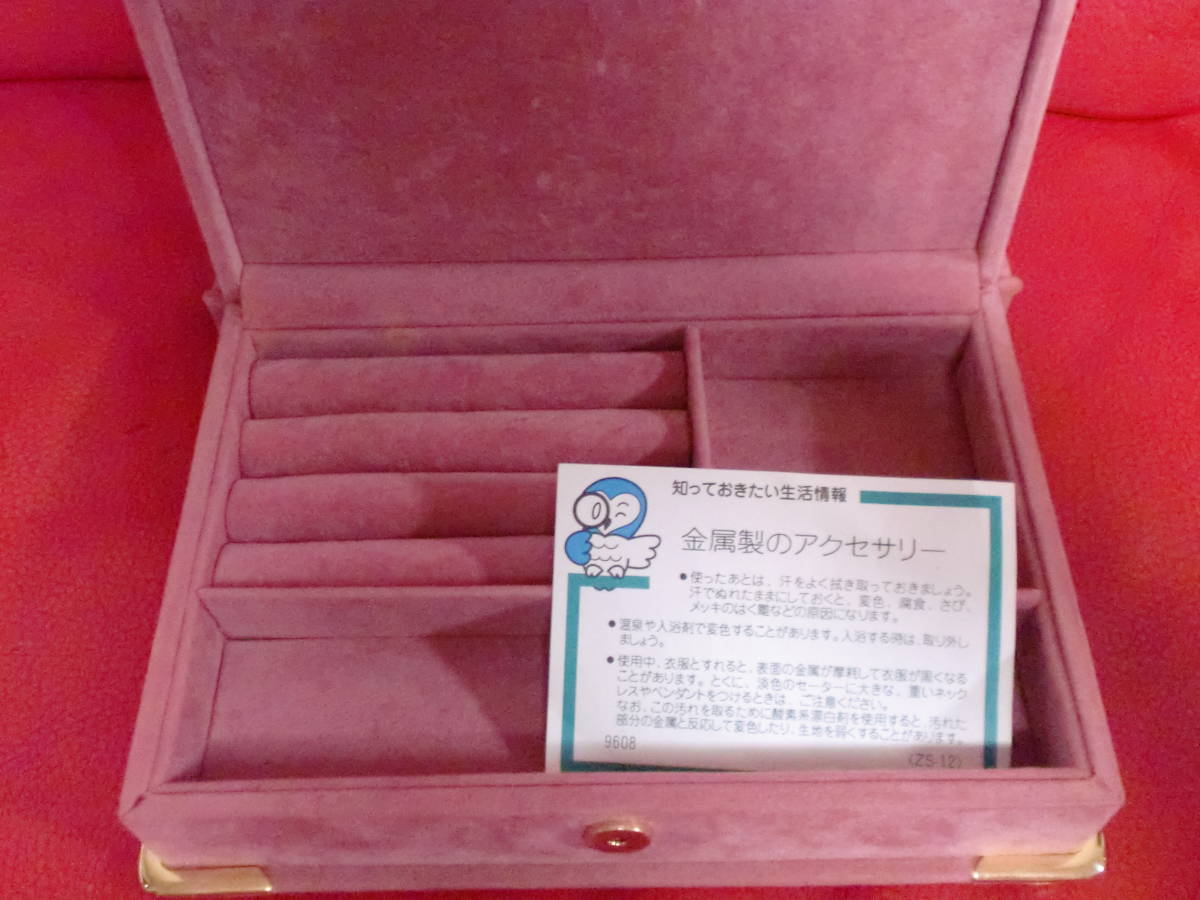 知っておきたい生活情報
金属製のアクセサリー
●使ったあとは、汗をよく拭き取っておきましょう。
汗でぬれたままにしておくと、変色、腐食、さび、
メッキのはく離などの原因になります。
●温泉や入浴剤で変色することがあります。入浴する時は、取り外し
ましょう。
●使用中、衣服とすれると、表面の金属が摩耗して衣服が黒くなる
ことがあります。とくに、淡色のセーターに大きな、重いネック
レスやペンダントをつけるときは、ご注意ください。
なお、この汚れを取るために酸素系漂白剤を使用すると、汚れた
部分の金属と反応して変色したり、生地を弱くすることがあります。
9608
(ZS-12)